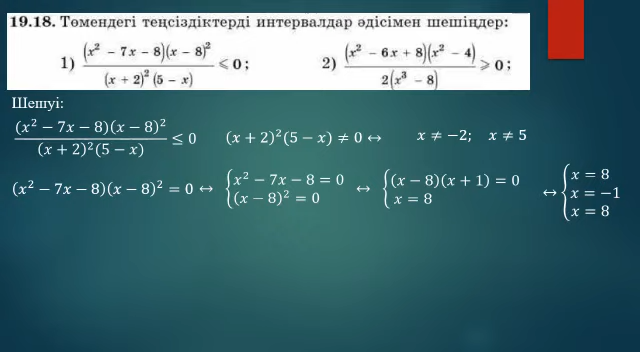 19.18. Төмендегі теңсіздіктерді интервалдар әдісімен шешіңдер:
1) (x² − 7x − 8)(x − 8)² / (x + 2)² (5 − x) ⩽ 0; 2) (x² − 6x + 8)(x² − 4) / 2(x³ − 8) ⩾ 0;
Шешуі:
(x² − 7x − 8)(x − 8)² / (x + 2)²(5 − x) ≤ 0 (x + 2)²(5 − x) ≠ 0 ↔ x ≠ −2; x ≠ 5
(x² − 7x − 8)(x − 8)² = 0 ↔ { x² − 7x − 8 = 0 (x − 8)² = 0 ↔ { (x − 8)(x + 1) = 0 x = 8 ↔ { x = 8 x = −1 x = 8